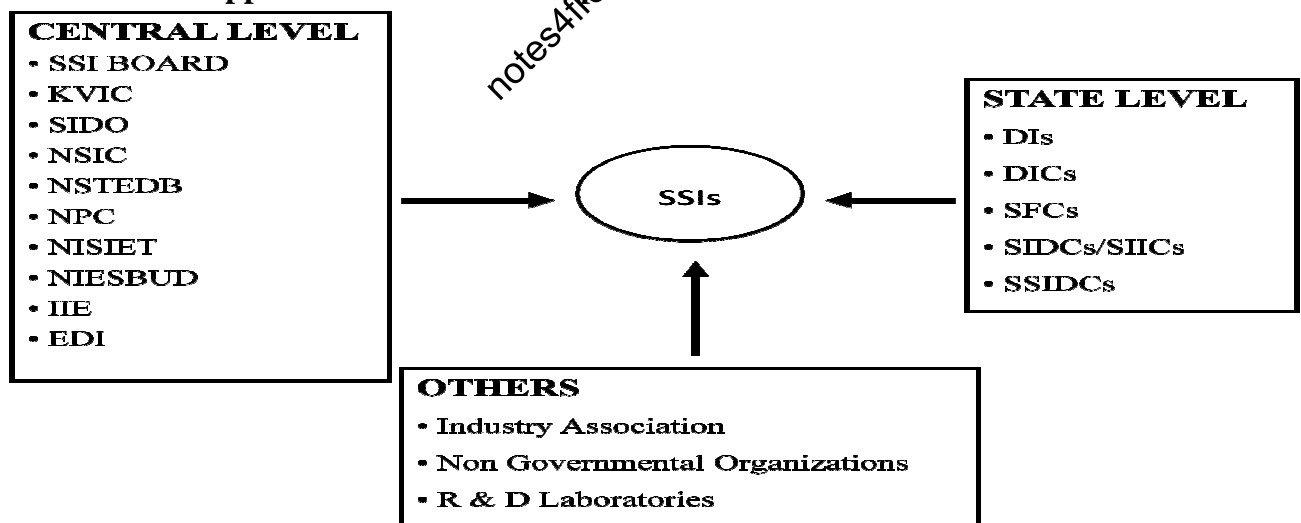 CENTRAL LEVEL
• SSI BOARD
• KVIC
• SIDO
• NSIC
• NSTEDB
• NPC
• NISIET
• NIESBUD
• IIE
• EDI
SSIs
STATE LEVEL
• DIs
• DICs
• SFCs
• SIDCs/SIICs
• SSIDCs
OTHERS
• Industry Association
• Non Governmental Organizations
• R & D Laboratories